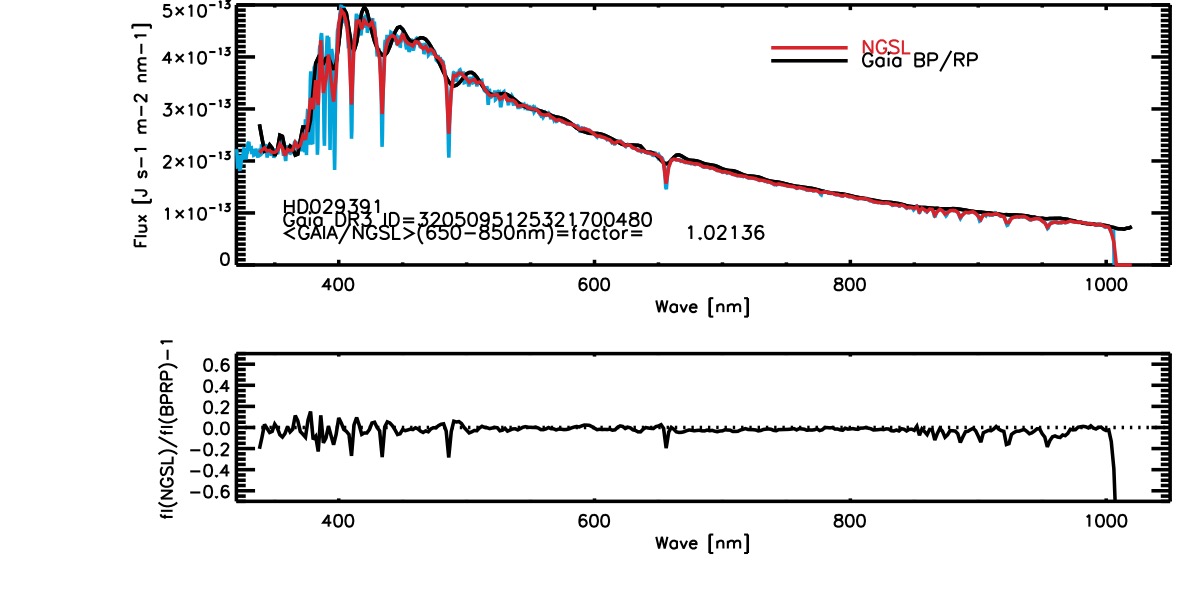 5×10−13
4×10−13
3×10−13
2×10−13
1×10−13
0
Flux [J s−1 m−2 nm−1]
NGSL
Gaia BP/RP
HD029391
Gaia DR3 ID=3205095125321700480
<GAIA/NGSL>(650−850nm)=factor= 1.02136
400 600 800 1000
Wave [nm]
fl(NGSL)/fl(BPRP)−1
0.6
0.4
0.2
0.0
−0.2
−0.4
−0.6
400 600 800 1000
Wave [nm]